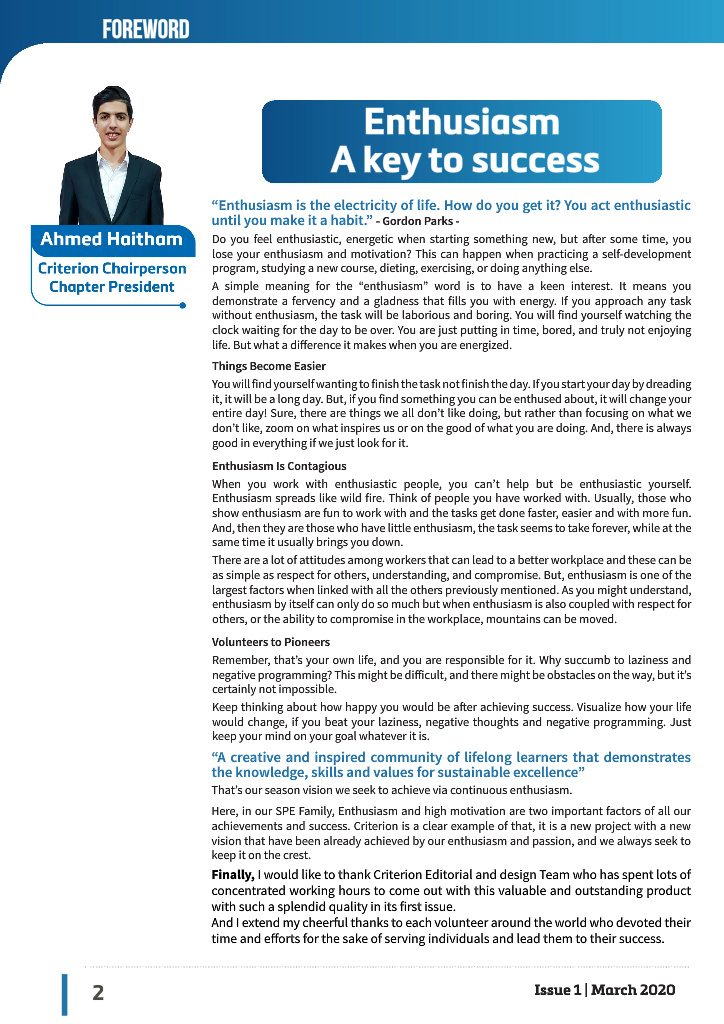 FOREWORD
Enthusiasm
A key to success
Ahmed Haitham
Criterion Chairperson
Chapter President
“Enthusiasm is the electricity of life. How do you get it? You act enthusiastic
until you make it a habit.” - Gordon Parks -
Do you feel enthusiastic, energetic when starting something new, but after some time, you
lose your enthusiasm and motivation? This can happen when practicing a self-development
program, studying a new course, dieting, exercising, or doing anything else.
A simple meaning for the “enthusiasm” word is to have a keen interest. It means you
demonstrate a fervency and a gladness that fills you with energy. If you approach any task
without enthusiasm, the task will be laborious and boring. You will find yourself watching the
clock waiting for the day to be over. You are just putting in time, bored, and truly not enjoying
life. But what a difference it makes when you are energized.
Things Become Easier
You will find yourself wanting to finish the task not finish the day. If you start your day by dreading
it, it will be a long day. But, if you find something you can be enthused about, it will change your
entire day! Sure, there are things we all don’t like doing, but rather than focusing on what we
don’t like, zoom on what inspires us or on the good of what you are doing. And, there is always
good in everything if we just look for it.
Enthusiasm Is Contagious
When you work with enthusiastic people, you can’t help but be enthusiastic yourself.
Enthusiasm spreads like wild fire. Think of people you have worked with. Usually, those who
show enthusiasm are fun to work with and the tasks get done faster, easier and with more fun.
And, then they are those who have little enthusiasm, the task seems to take forever, while at the
same time it usually brings you down.
There are a lot of attitudes among workers that can lead to a better workplace and these can be
as simple as respect for others, understanding, and compromise. But, enthusiasm is one of the
largest factors when linked with all the others previously mentioned. As you might understand,
enthusiasm by itself can only do so much but when enthusiasm is also coupled with respect for
others, or the ability to compromise in the workplace, mountains can be moved.
Volunteers to Pioneers
Remember, that’s your own life, and you are responsible for it. Why succumb to laziness and
negative programming? This might be difficult, and there might be obstacles on the way, but it’s
certainly not impossible.
Keep thinking about how happy you would be after achieving success. Visualize how your life
would change, if you beat your laziness, negative thoughts and negative programming. Just
keep your mind on your goal whatever it is.
“A creative and inspired community of lifelong learners that demonstrates
the knowledge, skills and values for sustainable excellence”
That’s our season vision we seek to achieve via continuous enthusiasm.
Here, in our SPE Family, Enthusiasm and high motivation are two important factors of all our
achievements and success. Criterion is a clear example of that, it is a new project with a new
vision that have been already achieved by our enthusiasm and passion, and we always seek to
keep it on the crest.
Finally, I would like to thank Criterion Editorial and design Team who has spent lots of
concentrated working hours to come out with this valuable and outstanding product
with such a splendid quality in its first issue.
And I extend my cheerful thanks to each volunteer around the world who devoted their
time and efforts for the sake of serving individuals and lead them to their success.
2
Issue 1 | March 2020